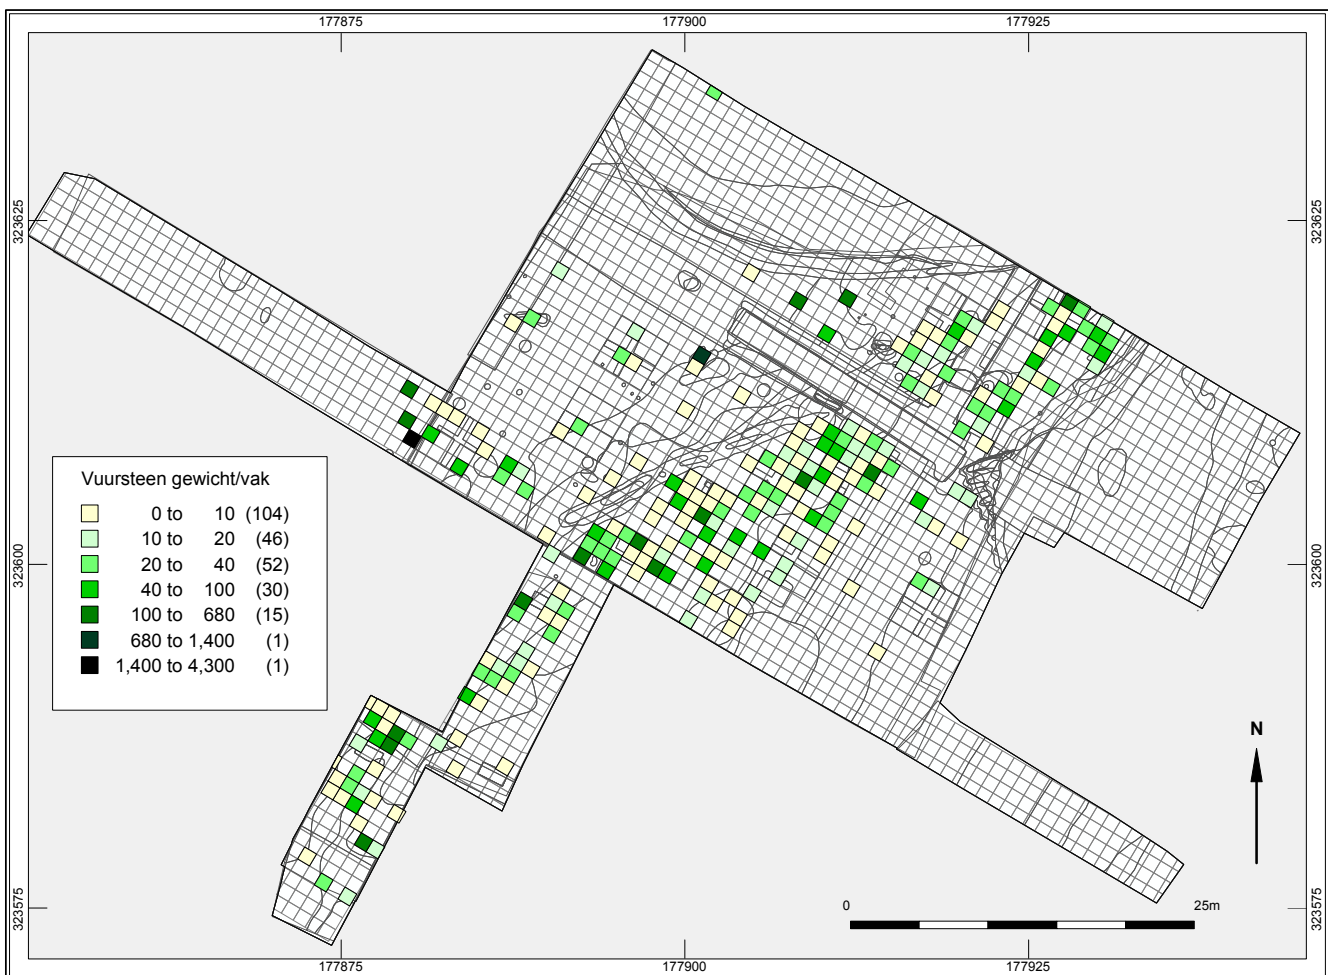 177875 177900 177925
323625 323625
Vuursteen gewicht/vak
0 to 10 (104)
10 to 20 (46)
20 to 40 (52)
40 to 100 (30)
100 to 680 (15)
680 to 1,400 (1)
1,400 to 4,300 (1)
323600 323600
N
0 25m
323575 323575
177875 177900 177925